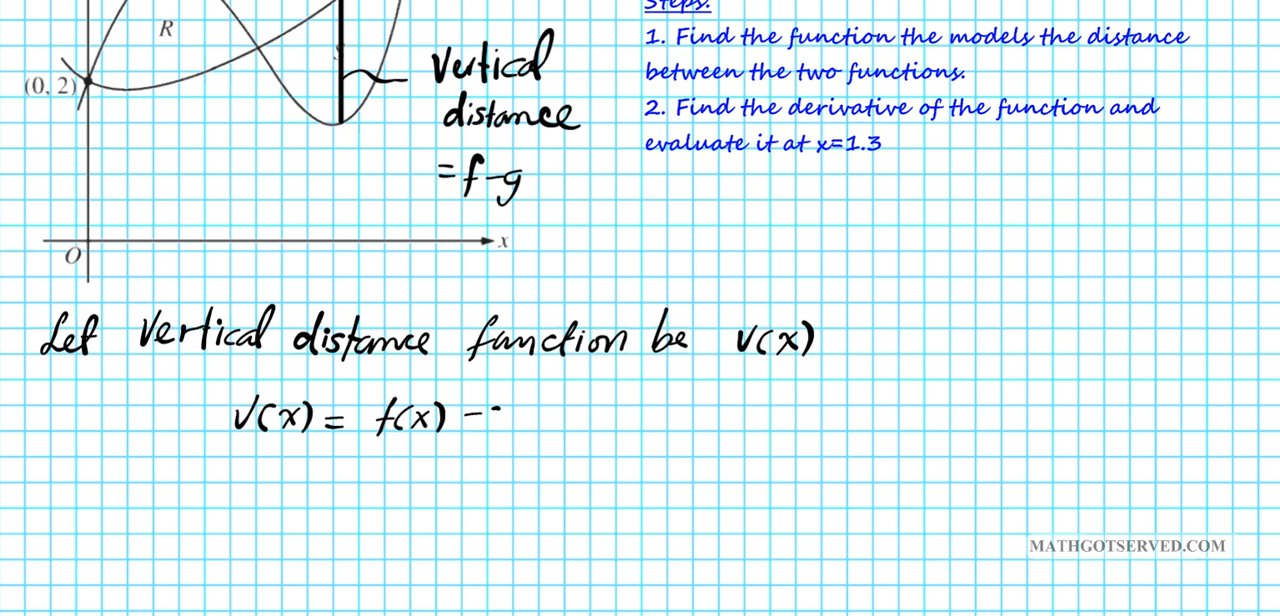 Steps:
R
1. Find the function the models the distance
between the two functions.
(0, 2)
Vertical
distance
= f-g
2. Find the derivative of the function and
evaluate it at x=1.3
x
O
Let Vertical distance function be V(x)
V(x) = f(x) -
MATHGOTSERVED.COM